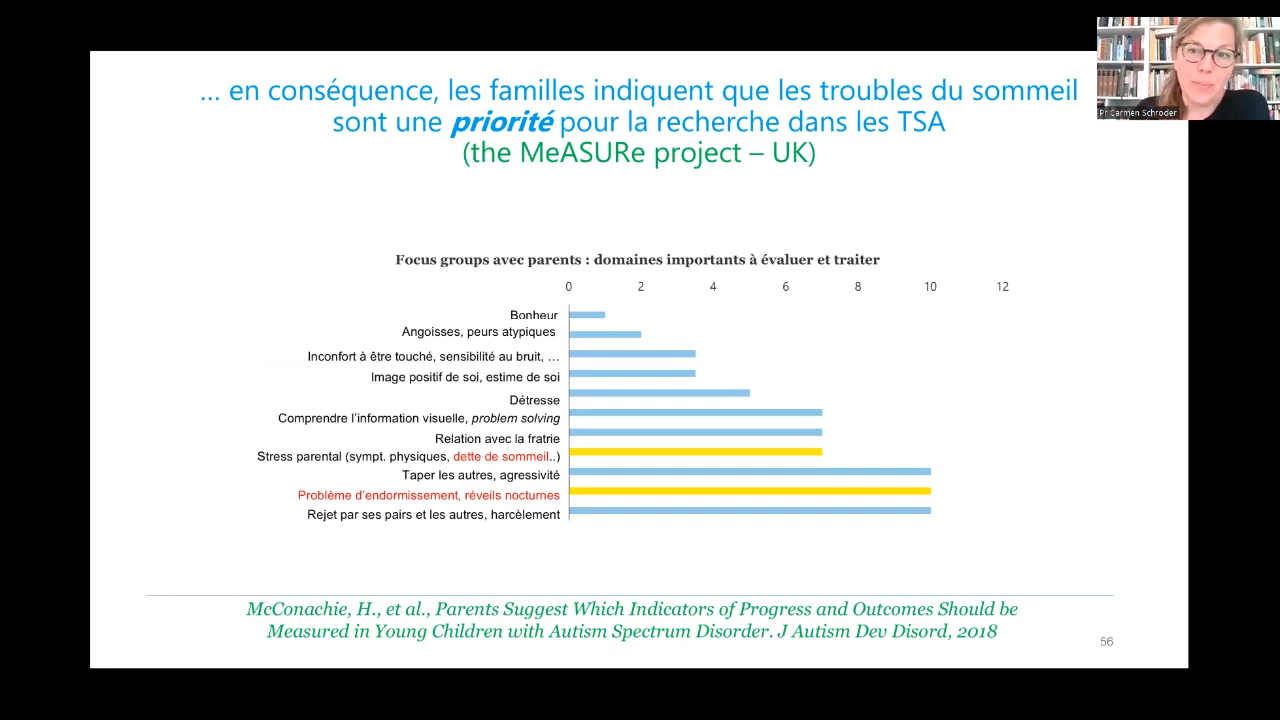 ... en conséquence, les familles indiquent que les troubles du sommeil
sont une priorité pour la recherche dans les TSA
(the MeASURe project – UK)
Pr Carmen Schroder
Focus groups avec parents : domaines importants à évaluer et traiter
0 2 4 6 8 10 12
Bonheur
Angoisses, peurs atypiques
Inconfort à être touché, sensibilité au bruit, …
Image positif de soi, estime de soi
Détresse
Comprendre l'information visuelle, problem solving
Relation avec la fratrie
Stress parental (sympt. physiques, dette de sommeil..)
Taper les autres, agressivité
Problème d'endormissement, réveils nocturnes
Rejet par ses pairs et les autres, harcèlement
McConachie, H., et al., Parents Suggest Which Indicators of Progress and Outcomes Should be
Measured in Young Children with Autism Spectrum Disorder. J Autism Dev Disord, 2018
56